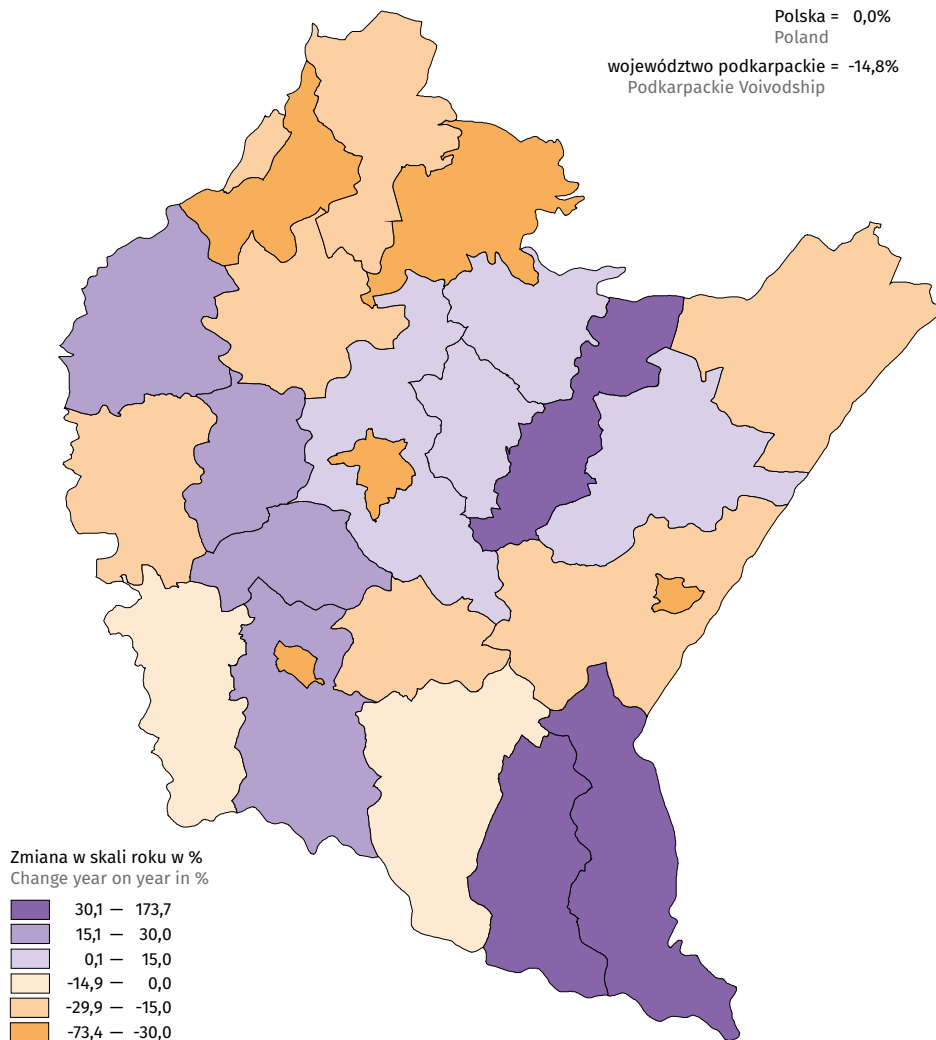 Polska = 0,0%
Poland
województwo podkarpackie = -14,8%
Podkarpackie Voivodship
Zmiana w skali roku w %
Change year on year in %
30,1 — 173,7
15,1 — 30,0
0,1 — 15,0
-14,9 — 0,0
-29,9 — -15,0
-73,4 — -30,0